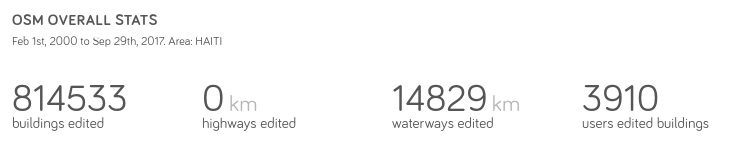 OSM OVERALL STATS
Feb 1st, 2000 to Sep 29th, 2017. Area: HAITI
814533 0 km 14829 km 3910
buildings edited highways edited waterways edited users edited buildings